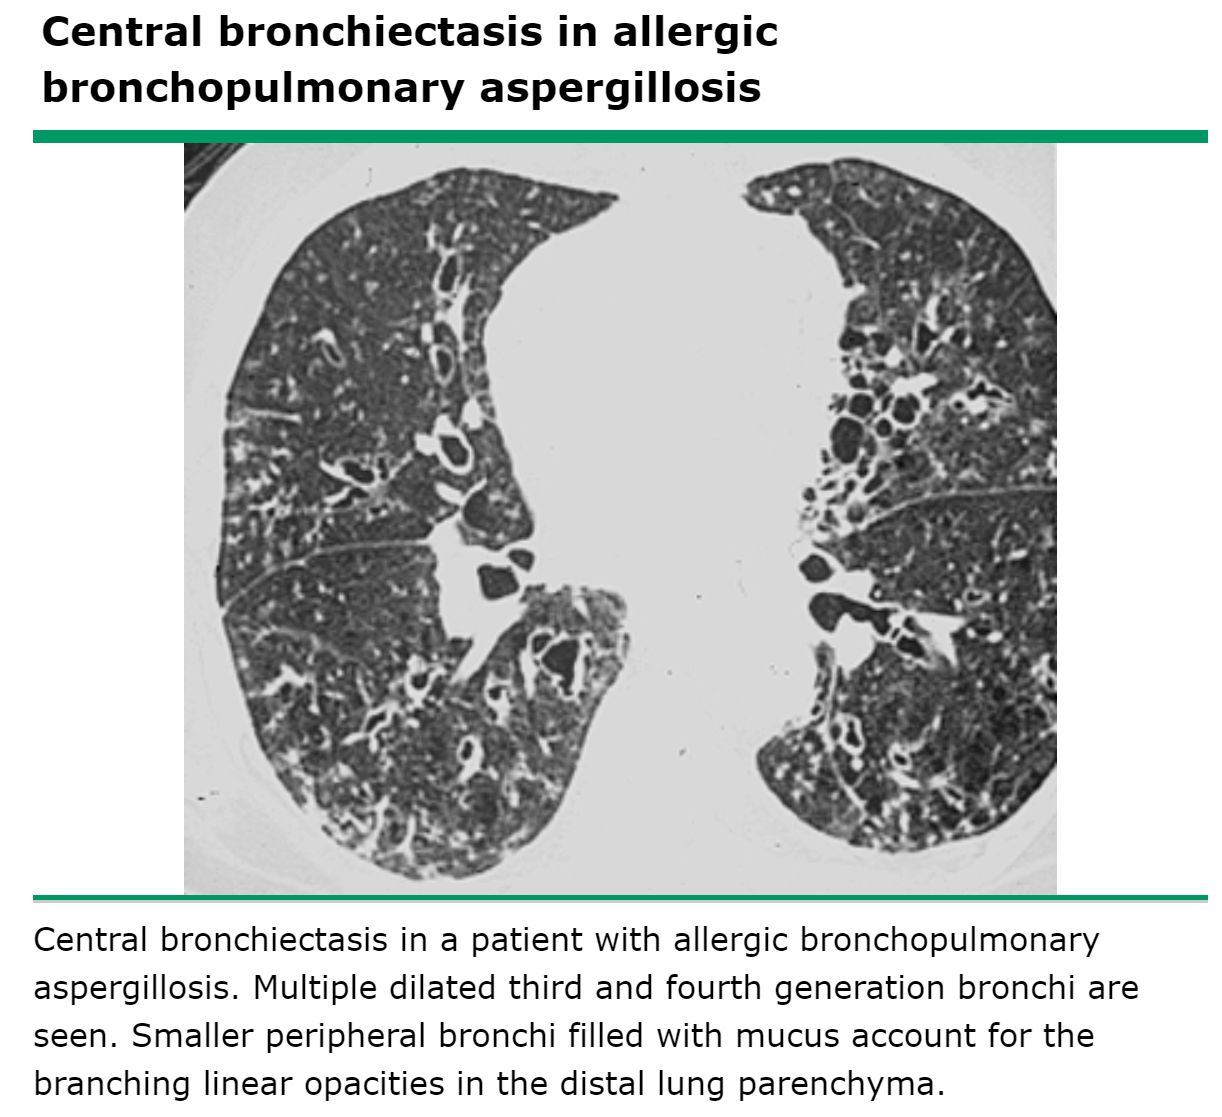 Central bronchiectasis in allergic
bronchopulmonary aspergillosis
Central bronchiectasis in a patient with allergic bronchopulmonary
aspergillosis. Multiple dilated third and fourth generation bronchi are
seen. Smaller peripheral bronchi filled with mucus account for the
branching linear opacities in the distal lung parenchyma.